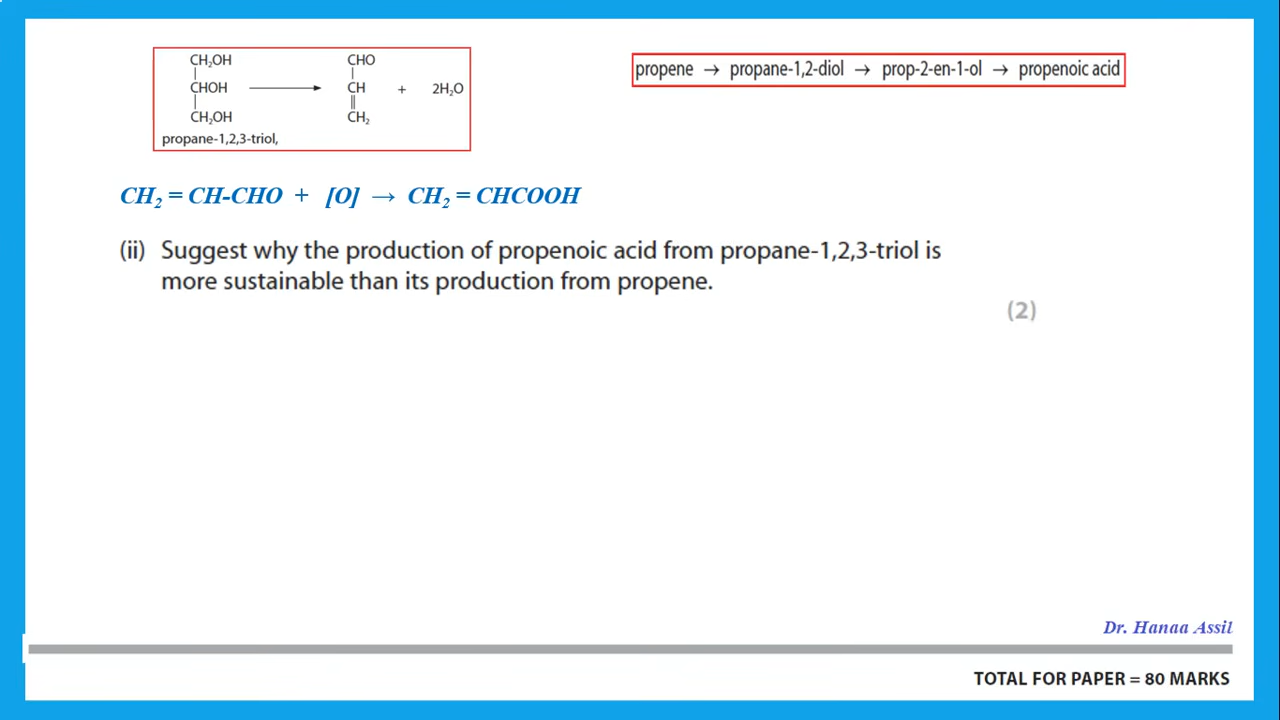 CH₂OH
CHOH
CH₂OH
propane-1,2,3-triol,
CHO
CH + 2H₂O
CH₂
propene → propane-1,2-diol → prop-2-en-1-ol → propenoic acid
CH₂ = CH-CHO + [O] → CH₂ = CHCOOH
(ii) Suggest why the production of propenoic acid from propane-1,2,3-triol is
more sustainable than its production from propene.
(2)
Dr. Hanaa Assil
TOTAL FOR PAPER = 80 MARKS